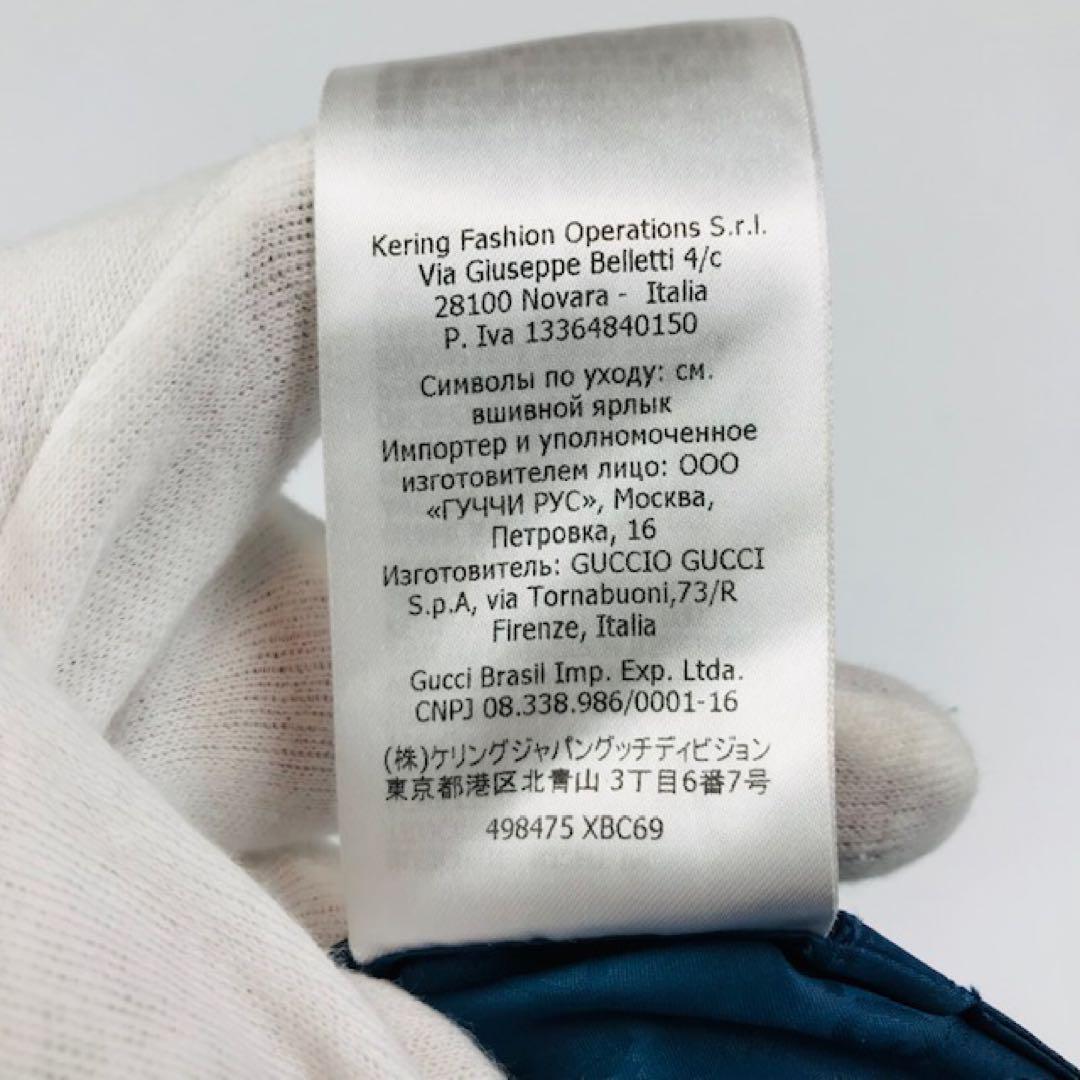 Kering Fashion Operations S.r.l.
Via Giuseppe Belletti 4/c
28100 Novara - Italia
P. Iva 13364840150
Символы по уходу: см.
вшивной ярлык
Импортер и уполномоченное
изготовителем лицо: ООО
«ГУЧЧИ РУС», Москва,
Петровка, 16
Изготовитель: GUCCIO GUCCI
S.p.A, via Tornabuoni,73/R
Firenze, Italia
Gucci Brasil Imp. Exp. Ltda.
CNPJ 08.338.986/0001-16
(株)ケリングジャパングッチディビジョン
東京都港区北青山 3丁目6番7号
498475 XBC69